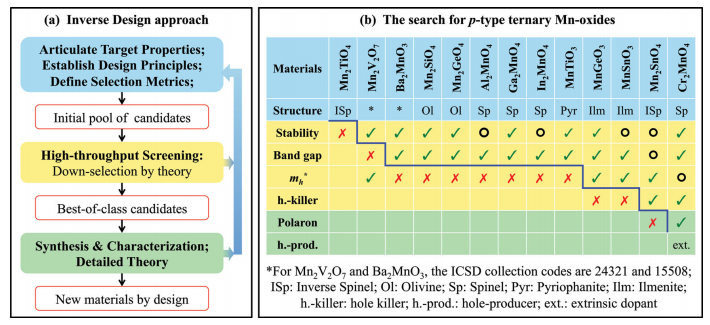 (a) Inverse Design approach
Articulate Target Properties;
Establish Design Principles;
Define Selection Metrics;
Initial pool of candidates
High-throughput Screening:
Down-selection by theory
Best-of-class candidates
Synthesis & Characterization;
Detailed Theory
New materials by design
(b) The search for p-type ternary Mn-oxides
Materials Mn₂TiO₄ Mn₂V₂O₇ Ba₂MnO₃ Mn₂SiO₄ Mn₂GeO₄ Al₂MnO₄ Ga₂MnO₄ In₂MnO₄ MnTiO₃ MnGeO₃ MnSnO₃ Mn₂SnO₄ Cr₂MnO₄
Structure ISp * * Ol Ol Sp Sp Sp Pyr Ilm Ilm ISp Sp
Stability ✗ ✓ ✓ ✓ ✓ O ✓ O ✓ ✓ O O ✓
Band gap ✗ ✓ ✓ ✓ ✓ ✓ ✓ ✓ ✓ ✓ O ✓
mₕ* ✓ ✗ ✗ ✗ ✗ ✗ ✗ ✗ ✓ ✓ ✓ O
h.-killer ✗ ✗ ✓ ✓
Polaron ✗ ✓
h.-prod. ext.
*For Mn₂V₂O₇ and Ba₂MnO₃, the ICSD collection codes are 24321 and 15508;
ISp: Inverse Spinel; Ol: Olivine; Sp: Spinel; Pyr: Pyriophanite; Ilm: Ilmenite;
h.-killer: hole killer; h.-prod.: hole-producer; ext.: extrinsic dopant